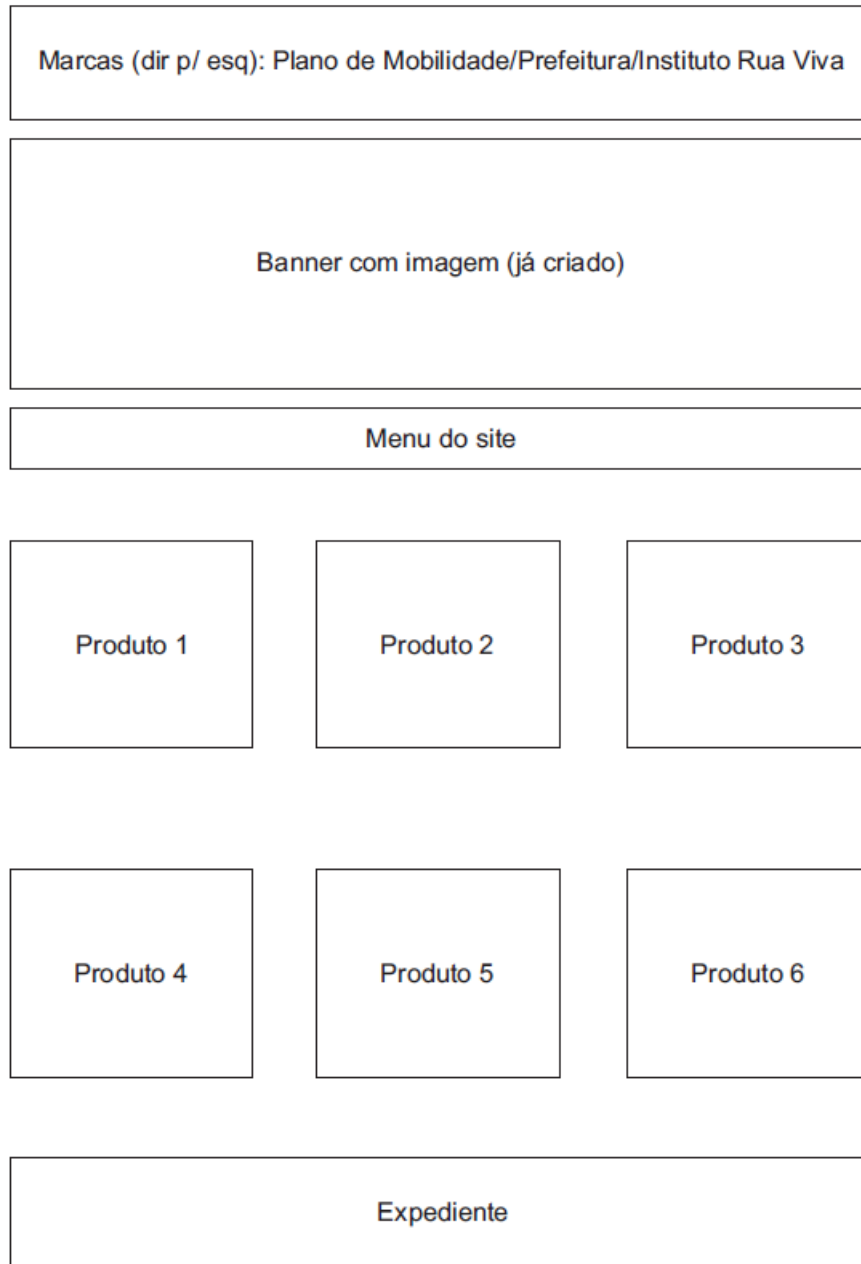 Marcas (dir p/ esq): Plano de Mobilidade/Prefeitura/Instituto Rua Viva
Banner com imagem (já criado)
Menu do site
Produto 1
Produto 2
Produto 3
Produto 4
Produto 5
Produto 6
Expediente